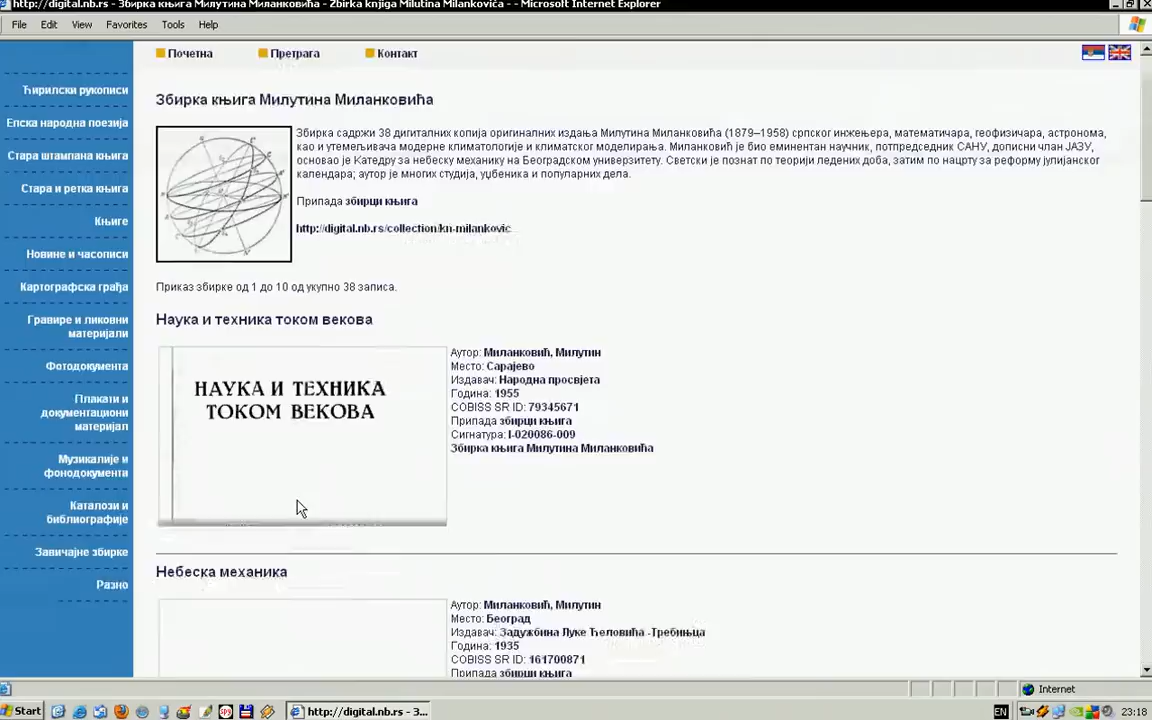 http://digital.nb.rs - Збирка књига Милутина Миланковића - Zbirka knjiga Milutina Milankovića - - Microsoft Internet Explorer
File Edit View Favorites Tools Help
Почетна Претрага Контакт
Ћирилски рукописи
Епска народна поезија
Стара штампана књига
Стара и ретка књига
Књиге
Новине и часописи
Картографска грађа
Гравире и ликовни
материјали
Фотодокумента
Плакати и
документациони
материјал
Музикалије и
фонодокумента
Каталози и
библиографије
Завичајне збирке
Разно
Збирка књига Милутина Миланковића
Збирка садржи 38 дигиталних копија оригиналних издања Милутина Миланковића (1879–1958) српског инжењера, математичара, геофизичара, астронома,
као и утемељивача модерне климатологије и климатског моделирања. Миланковић је био еминентан научник, потпредседник САНУ, дописни члан ЈАЗУ,
основао је Катедру за небеску механику на Београдском универзитету. Светски је познат по теорији ледених доба, затим по нацрту за реформу јулијанског
календара; аутор је многих студија, уџбеника и популарних дела.
Припада збирци књига
http://digital.nb.rs/collection/kn-milankovic
Приказ збирке од 1 до 10 од укупно 38 записа.
Наука и техника током векова
НАУКА И ТЕХНИКА
ТОКОМ ВЕКОВА
Аутор: Миланковић, Милутин
Место: Сарајево
Издавач: Народна просвјета
Година: 1955
COBISS SR ID: 79345671
Припада збирци књига
Сигнатура: I-020086-009
Збирка књига Милутина Миланковића
Небеска механика
Аутор: Миланковић, Милутин
Место: Београд
Издавач: Задужбина Луке Ћеловића -Требињца
Година: 1935
COBISS SR ID: 161700871
Припада збирци књига
Internet
Start http://digital.nb.rs - З... EN 23:18